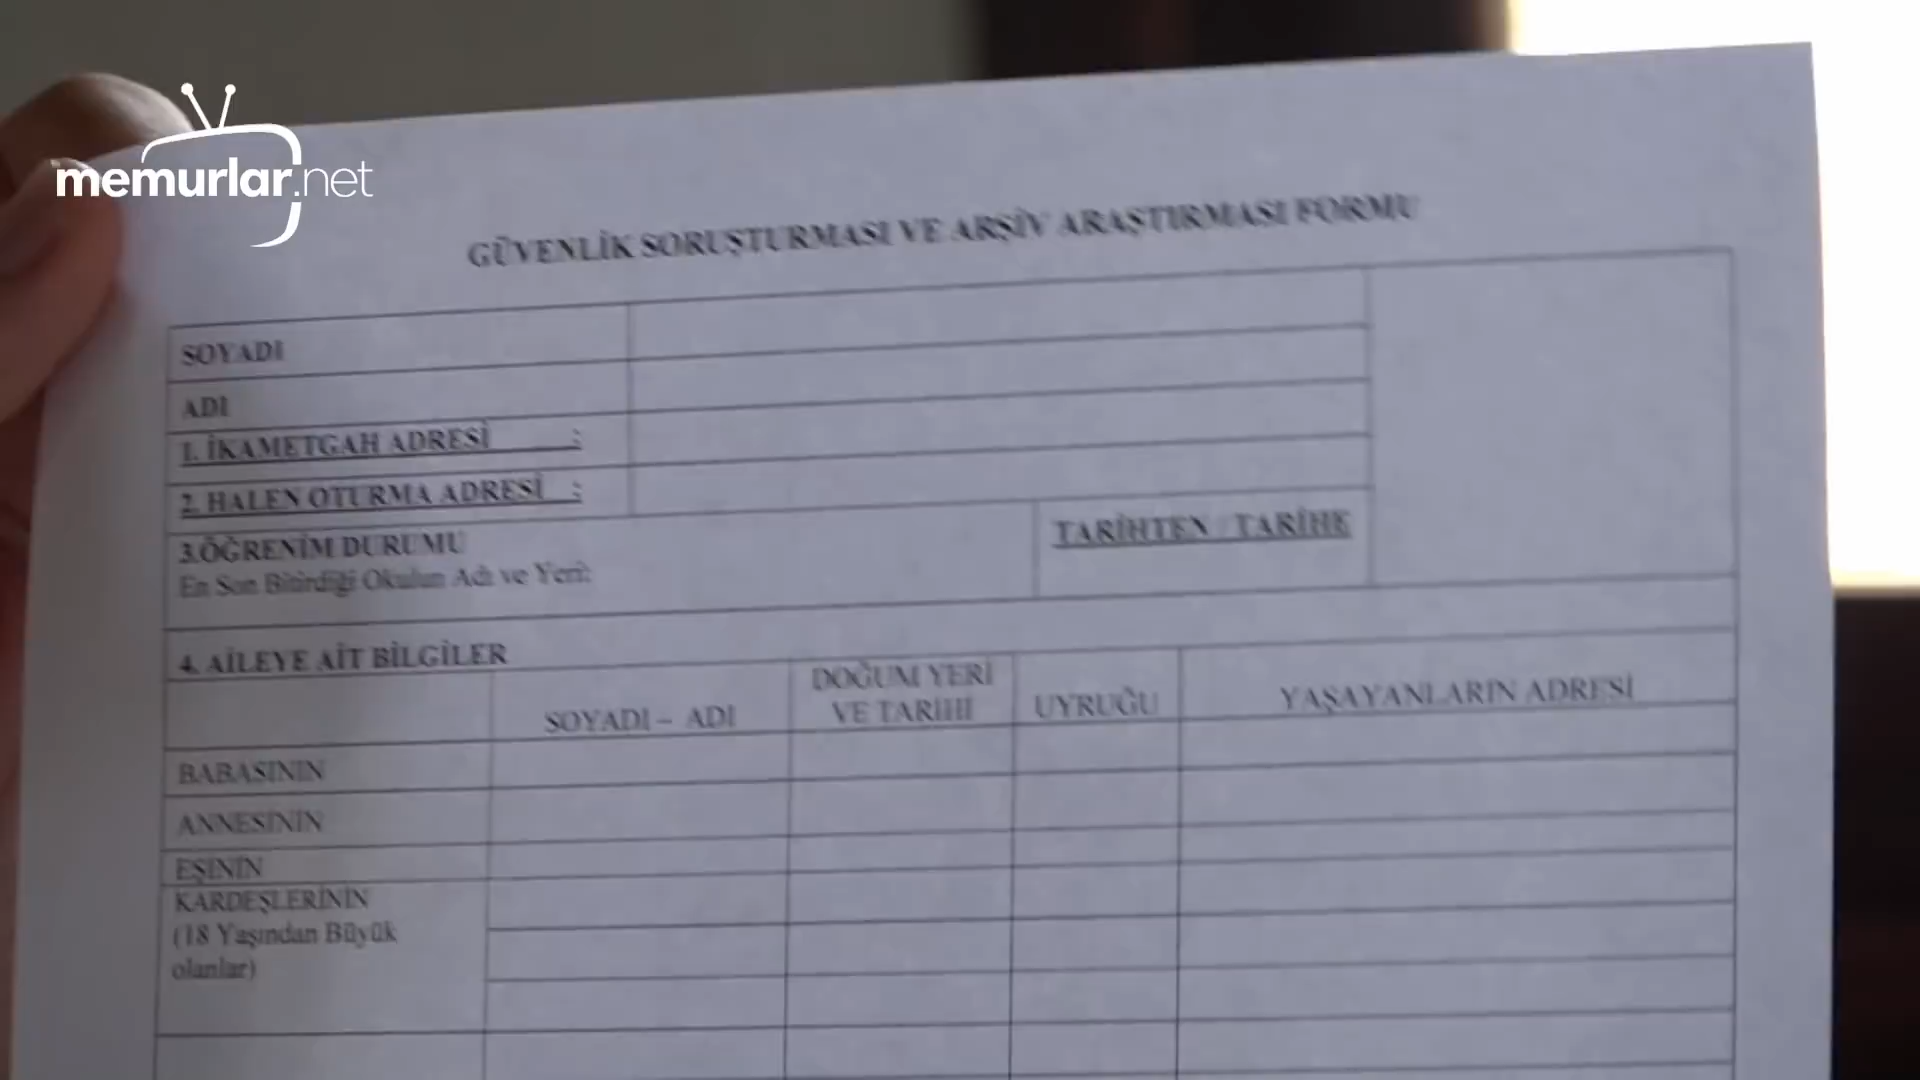 memurlar.net
GÜVENLİK SORUŞTURMASI VE ARŞİV ARAŞTIRMASI FORMU
SOYADI
ADI
1. İKAMETGAH ADRESİ :
2. HALEN OTURMA ADRESİ :
3.ÖĞRENİM DURUMU
En Son Bitirdiği Okulun Adı ve Yeri:
TARİHTEN / TARİHE
4. AİLEYE AİT BİLGİLER
SOYADI – ADI
DOĞUM YERİ
VE TARİHİ
UYRUĞU
YAŞAYANLARIN ADRESİ
BABASININ
ANNESİNİN
EŞİNİN
KARDEŞLERİNİN
(18 Yaşından Büyük
olanlar)